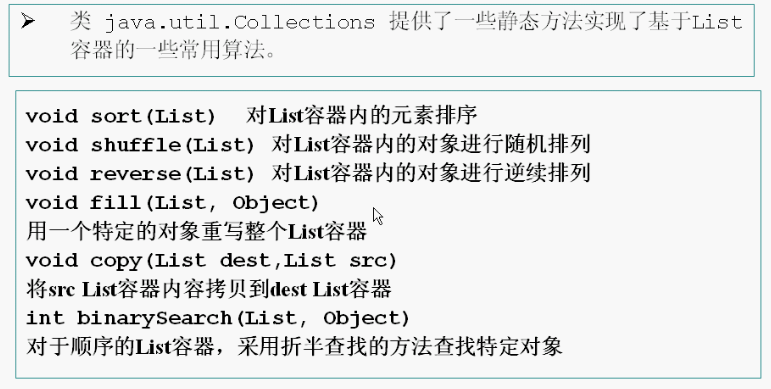 类 java.util.Collections 提供了一些静态方法实现了基于List
容器的一些常用算法。
void sort(List) 对List容器内的元素排序
void shuffle(List) 对List容器内的对象进行随机排列
void reverse(List) 对List容器内的对象进行逆续排列
void fill(List, Object)
用一个特定的对象重写整个List容器
void copy(List dest,List src)
将src List容器内容拷贝到dest List容器
int binarySearch(List, Object)
对于顺序的List容器，采用折半查找的方法查找特定对象